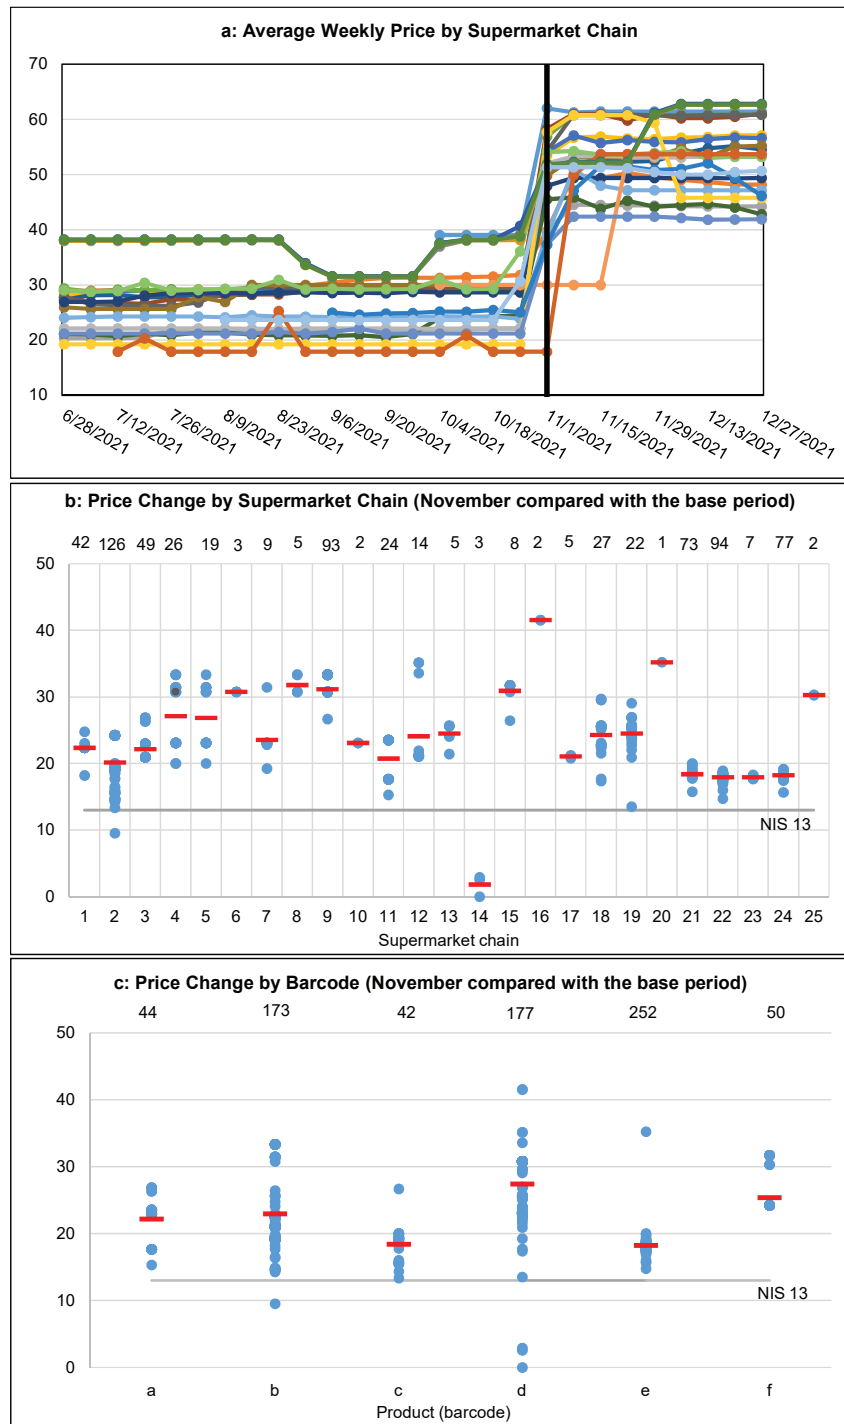 a: Average Weekly Price by Supermarket Chain
70
60
50
40
30
20
10
6/28/2021 7/12/2021 7/26/2021 8/9/2021 8/23/2021 9/6/2021 9/20/2021 10/4/2021 10/18/2021 11/1/2021 11/15/2021 11/29/2021 12/13/2021 12/27/2021
b: Price Change by Supermarket Chain (November compared with the base period)
42 126 49 26 19 3 9 5 93 2 24 14 5 3 8 2 5 27 22 1 73 94 7 77 2
50
40
30
20
10
NIS 13
0
1 2 3 4 5 6 7 8 9 10 11 12 13 14 15 16 17 18 19 20 21 22 23 24 25
Supermarket chain
c: Price Change by Barcode (November compared with the base period)
44 173 42 177 252 50
50
40
30
20
10
NIS 13
0
a b c d e f
Product (barcode)